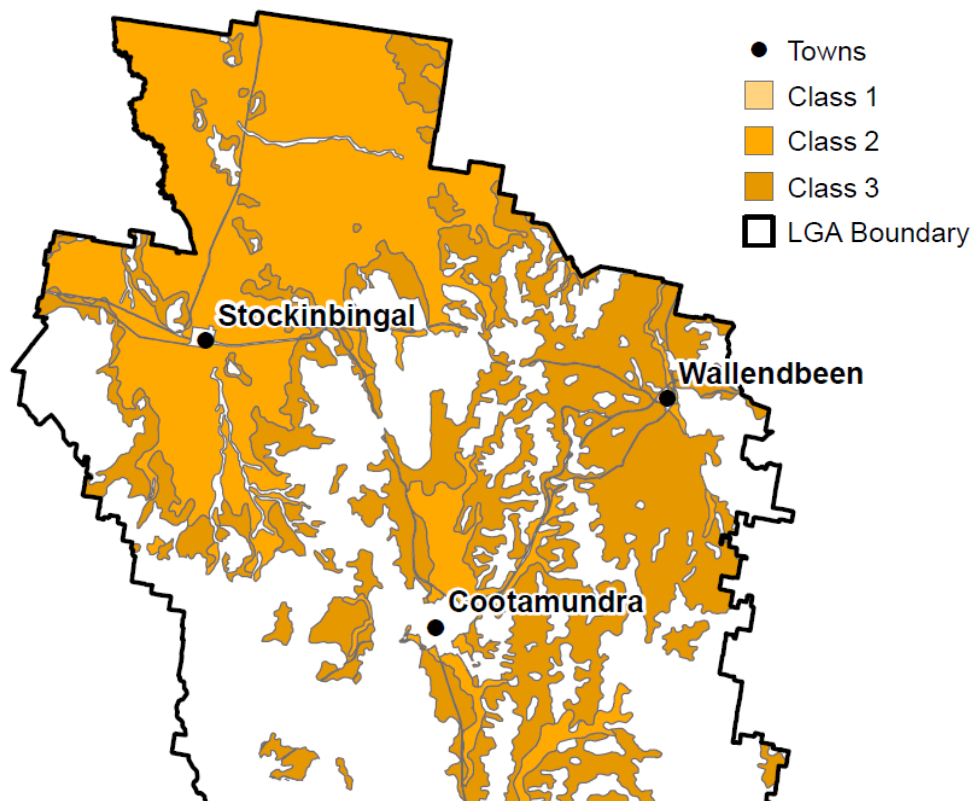 Towns
Class 1
Class 2
Class 3
LGA Boundary
Stockinbingal
Wallendbeen
Cootamundra